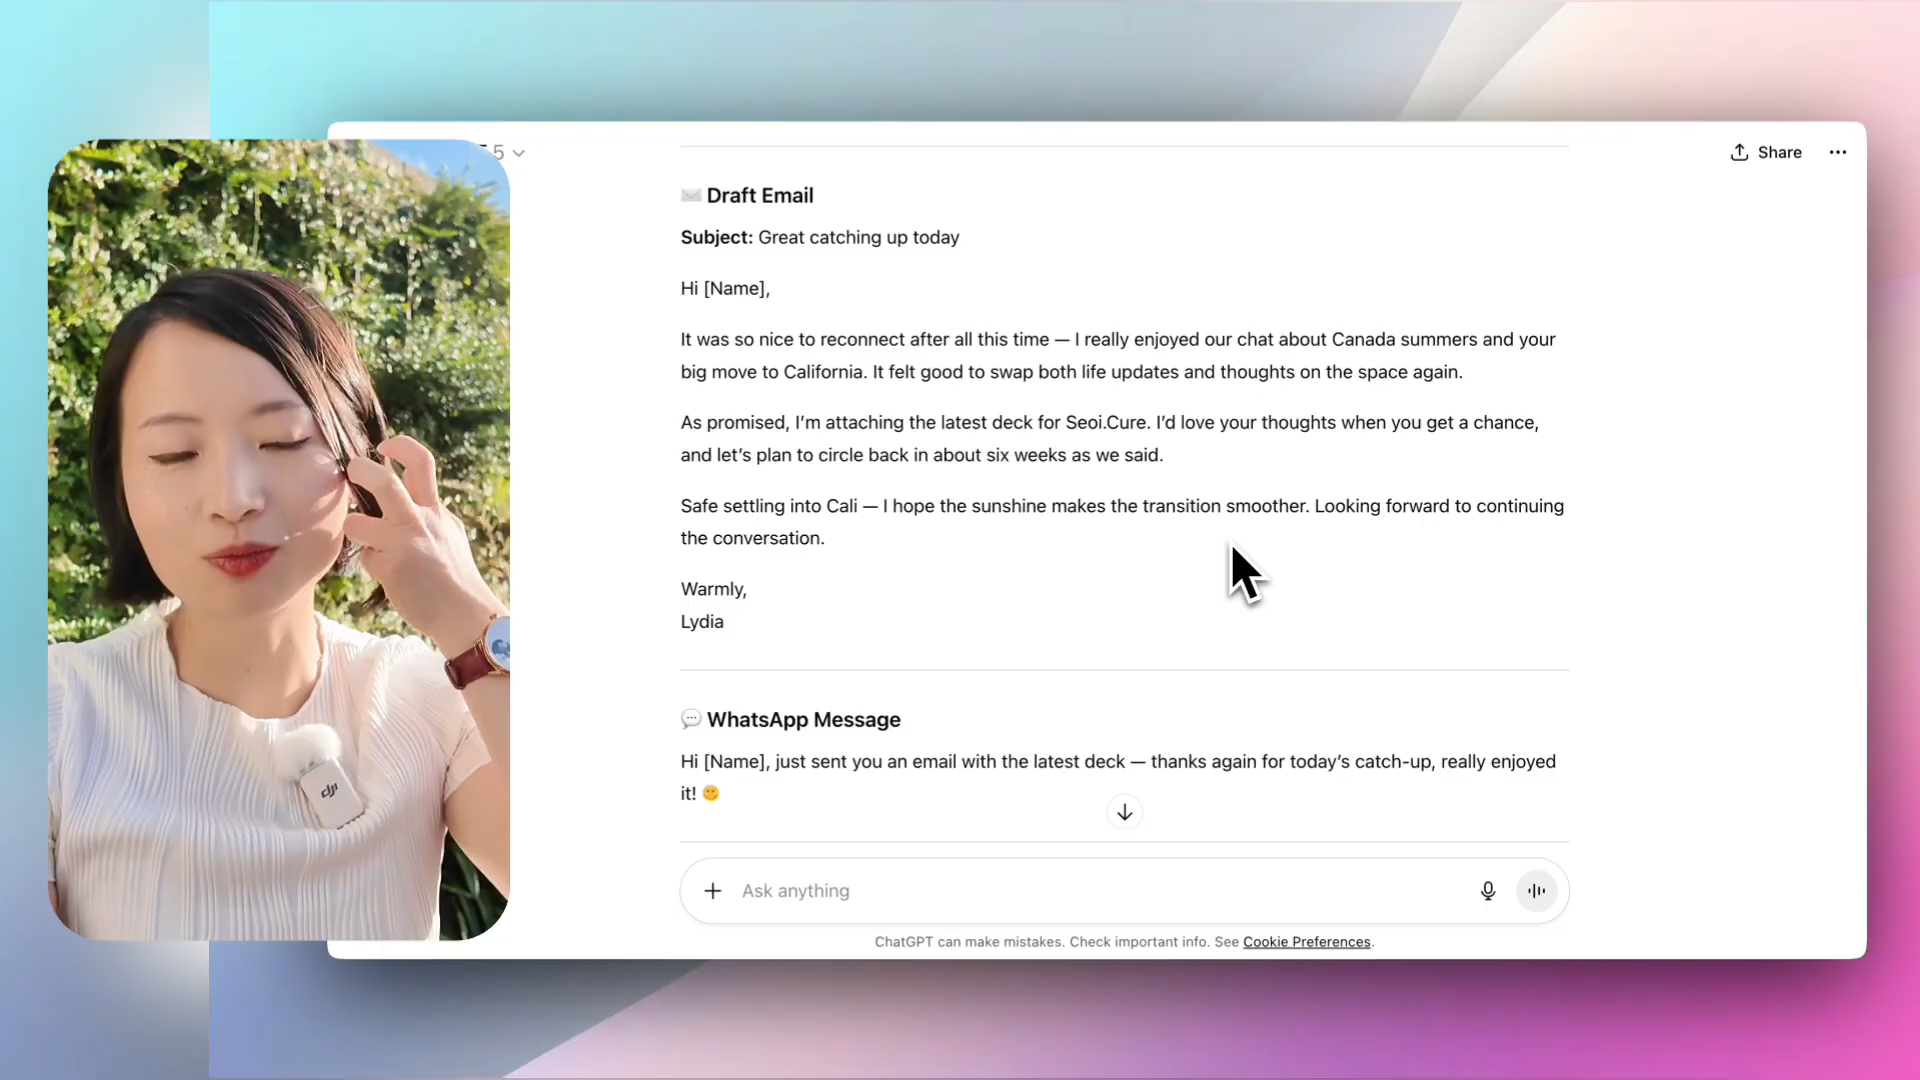 5
Share
Draft Email
Subject: Great catching up today
Hi [Name],
It was so nice to reconnect after all this time — I really enjoyed our chat about Canada summers and your
big move to California. It felt good to swap both life updates and thoughts on the space again.
As promised, I’m attaching the latest deck for Seoi.Cure. I’d love your thoughts when you get a chance,
and let’s plan to circle back in about six weeks as we said.
Safe settling into Cali — I hope the sunshine makes the transition smoother. Looking forward to continuing
the conversation.
Warmly,
Lydia
WhatsApp Message
Hi [Name], just sent you an email with the latest deck — thanks again for today’s catch-up, really enjoyed
it! 🙂
Ask anything
ChatGPT can make mistakes. Check important info. See Cookie Preferences.
dji